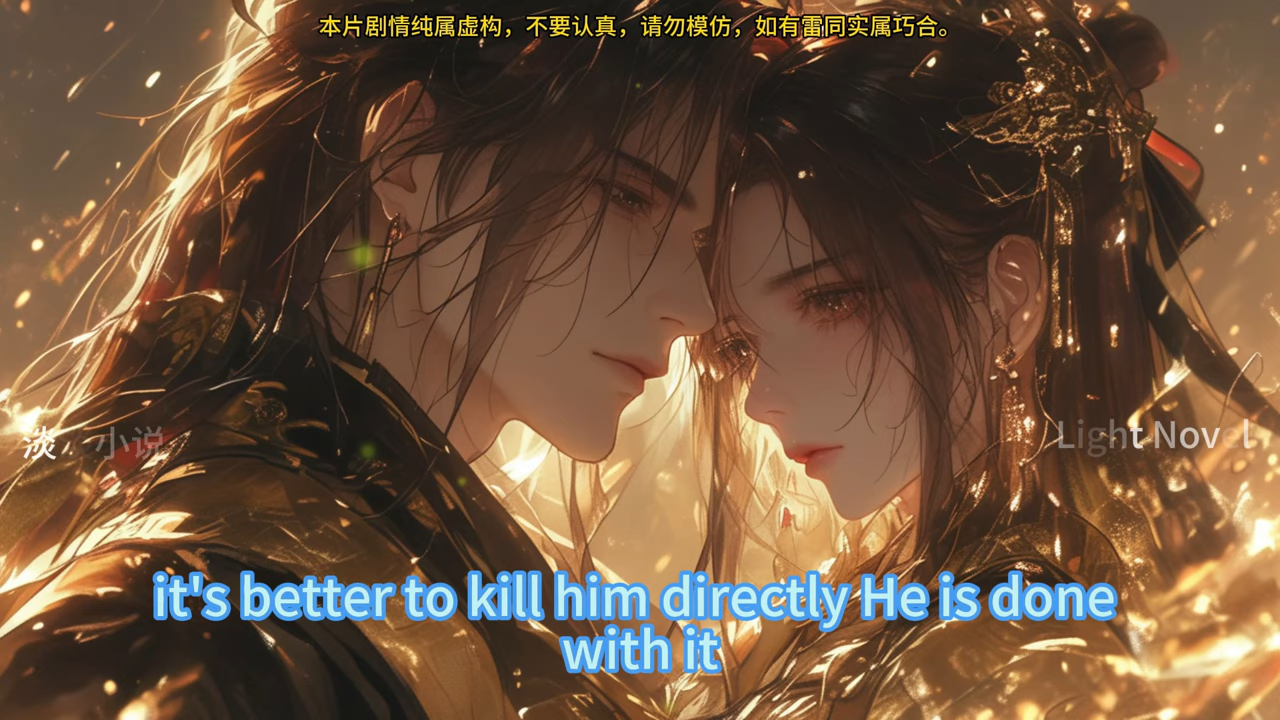 本片剧情纯属虚构，不要认真，请勿模仿，如有雷同实属巧合。
淡 小说
Light Nov l
it's better to kill him directly He is done
with it